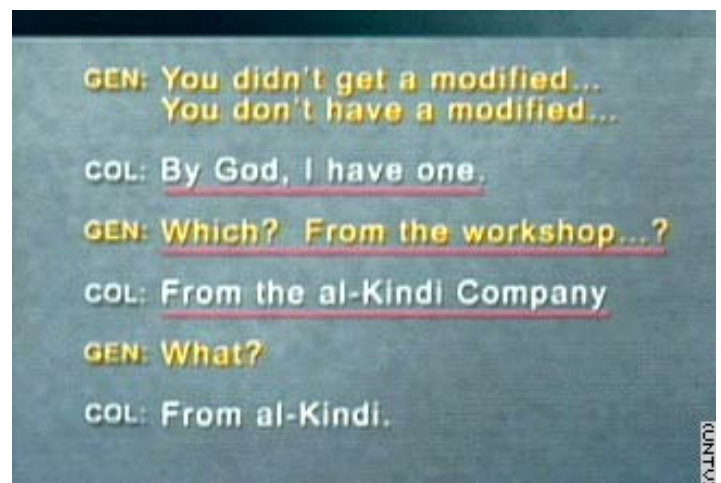 GEN: You didn't get a modified...
You don't have a modified...
COL: By God, I have one.
GEN: Which? From the workshop...?
COL: From the al-Kindi Company
GEN: What?
COL: From al-Kindi.
(UNTV)